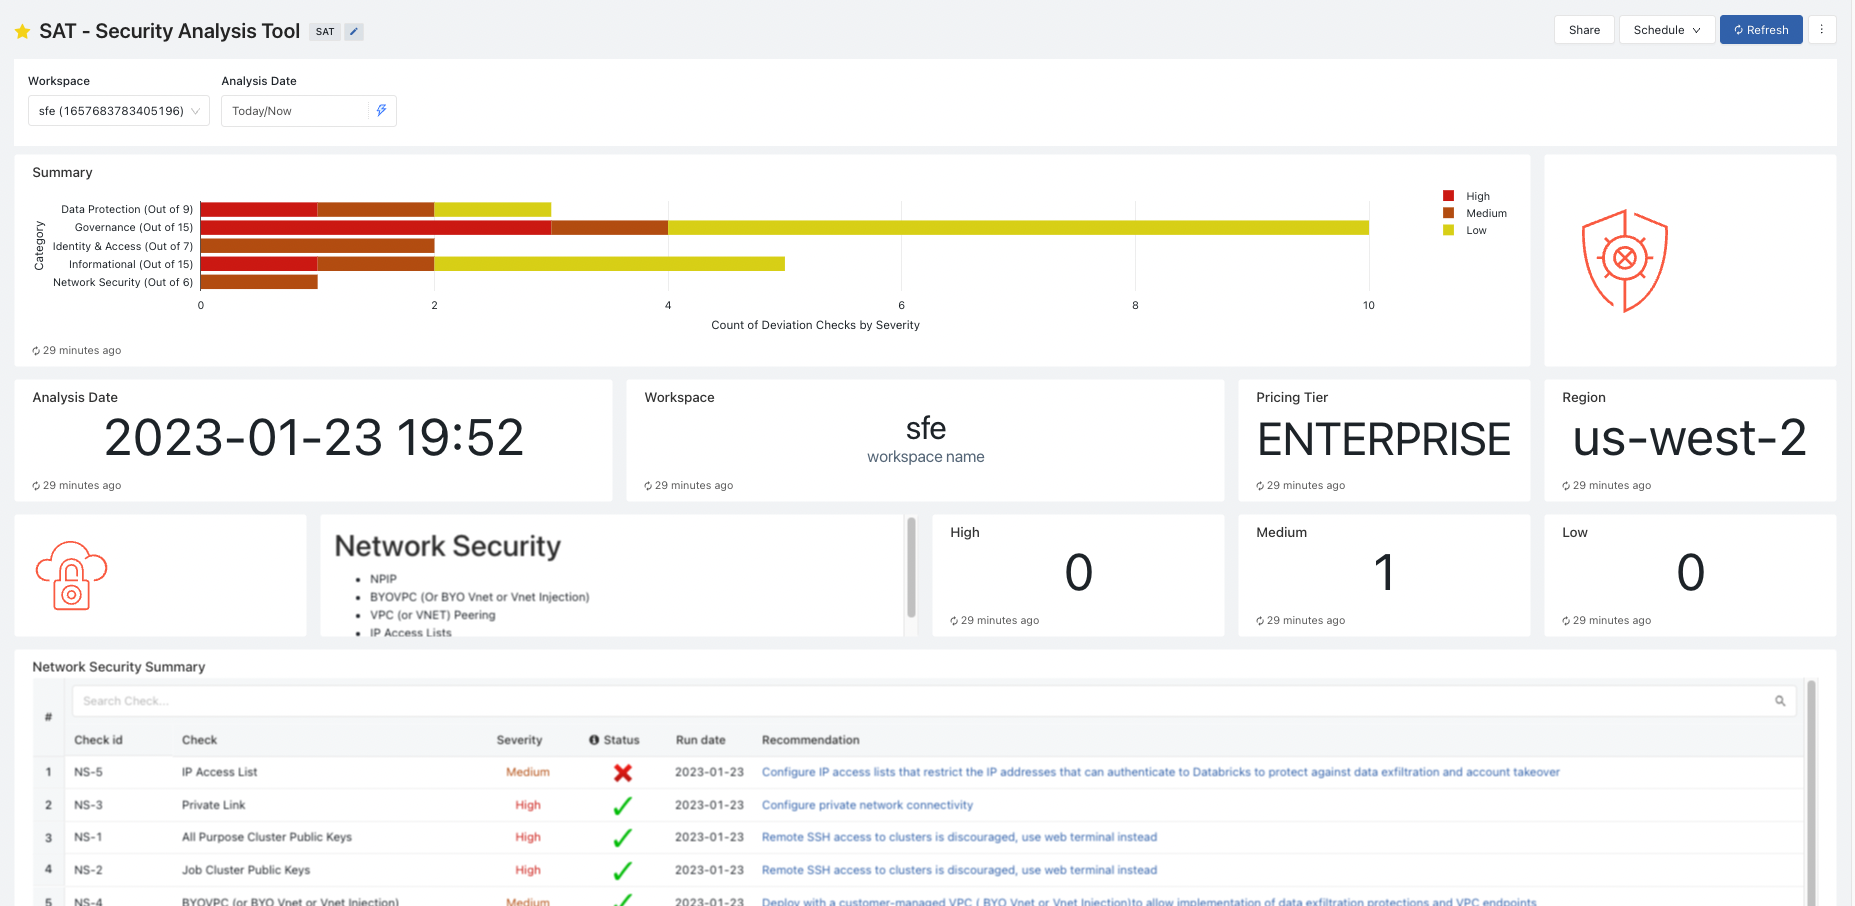 SAT - Security Analysis Tool SAT
Share Schedule Refresh
Workspace Analysis Date
sfe (1657683783405196) Today/Now
Summary
High
Medium
Low
Category
Data Protection (Out of 9)
Governance (Out of 15)
Identity & Access (Out of 7)
Informational (Out of 15)
Network Security (Out of 6)
0 2 4 6 8 10
Count of Deviation Checks by Severity
29 minutes ago
Analysis Date
2023-01-23 19:52
29 minutes ago
Workspace
sfe
workspace name
29 minutes ago
Pricing Tier
ENTERPRISE
29 minutes ago
Region
us-west-2
29 minutes ago
Network Security
• NPIP
• BYOVPC (Or BYO Vnet or Vnet Injection)
• VPC (or VNET) Peering
• IP Access Lists
High
0
29 minutes ago
Medium
1
29 minutes ago
Low
0
29 minutes ago
Network Security Summary
Search Check...
# Check id Check Severity Status Run date Recommendation
1 NS-5 IP Access List Medium 2023-01-23 Configure IP access lists that restrict the IP addresses that can authenticate to Databricks to protect against data exfiltration and account takeover
2 NS-3 Private Link High 2023-01-23 Configure private network connectivity
3 NS-1 All Purpose Cluster Public Keys High 2023-01-23 Remote SSH access to clusters is discouraged, use web terminal instead
4 NS-2 Job Cluster Public Keys High 2023-01-23 Remote SSH access to clusters is discouraged, use web terminal instead
5 NS-4 BYOVPC (or BYO Vnet or Vnet Injection) Medium 2023-01-23 Deploy with a customer-managed VPC ( BYO Vnet or Vnet Injection)to allow implementation of data exfiltration protections and VPC endpoints